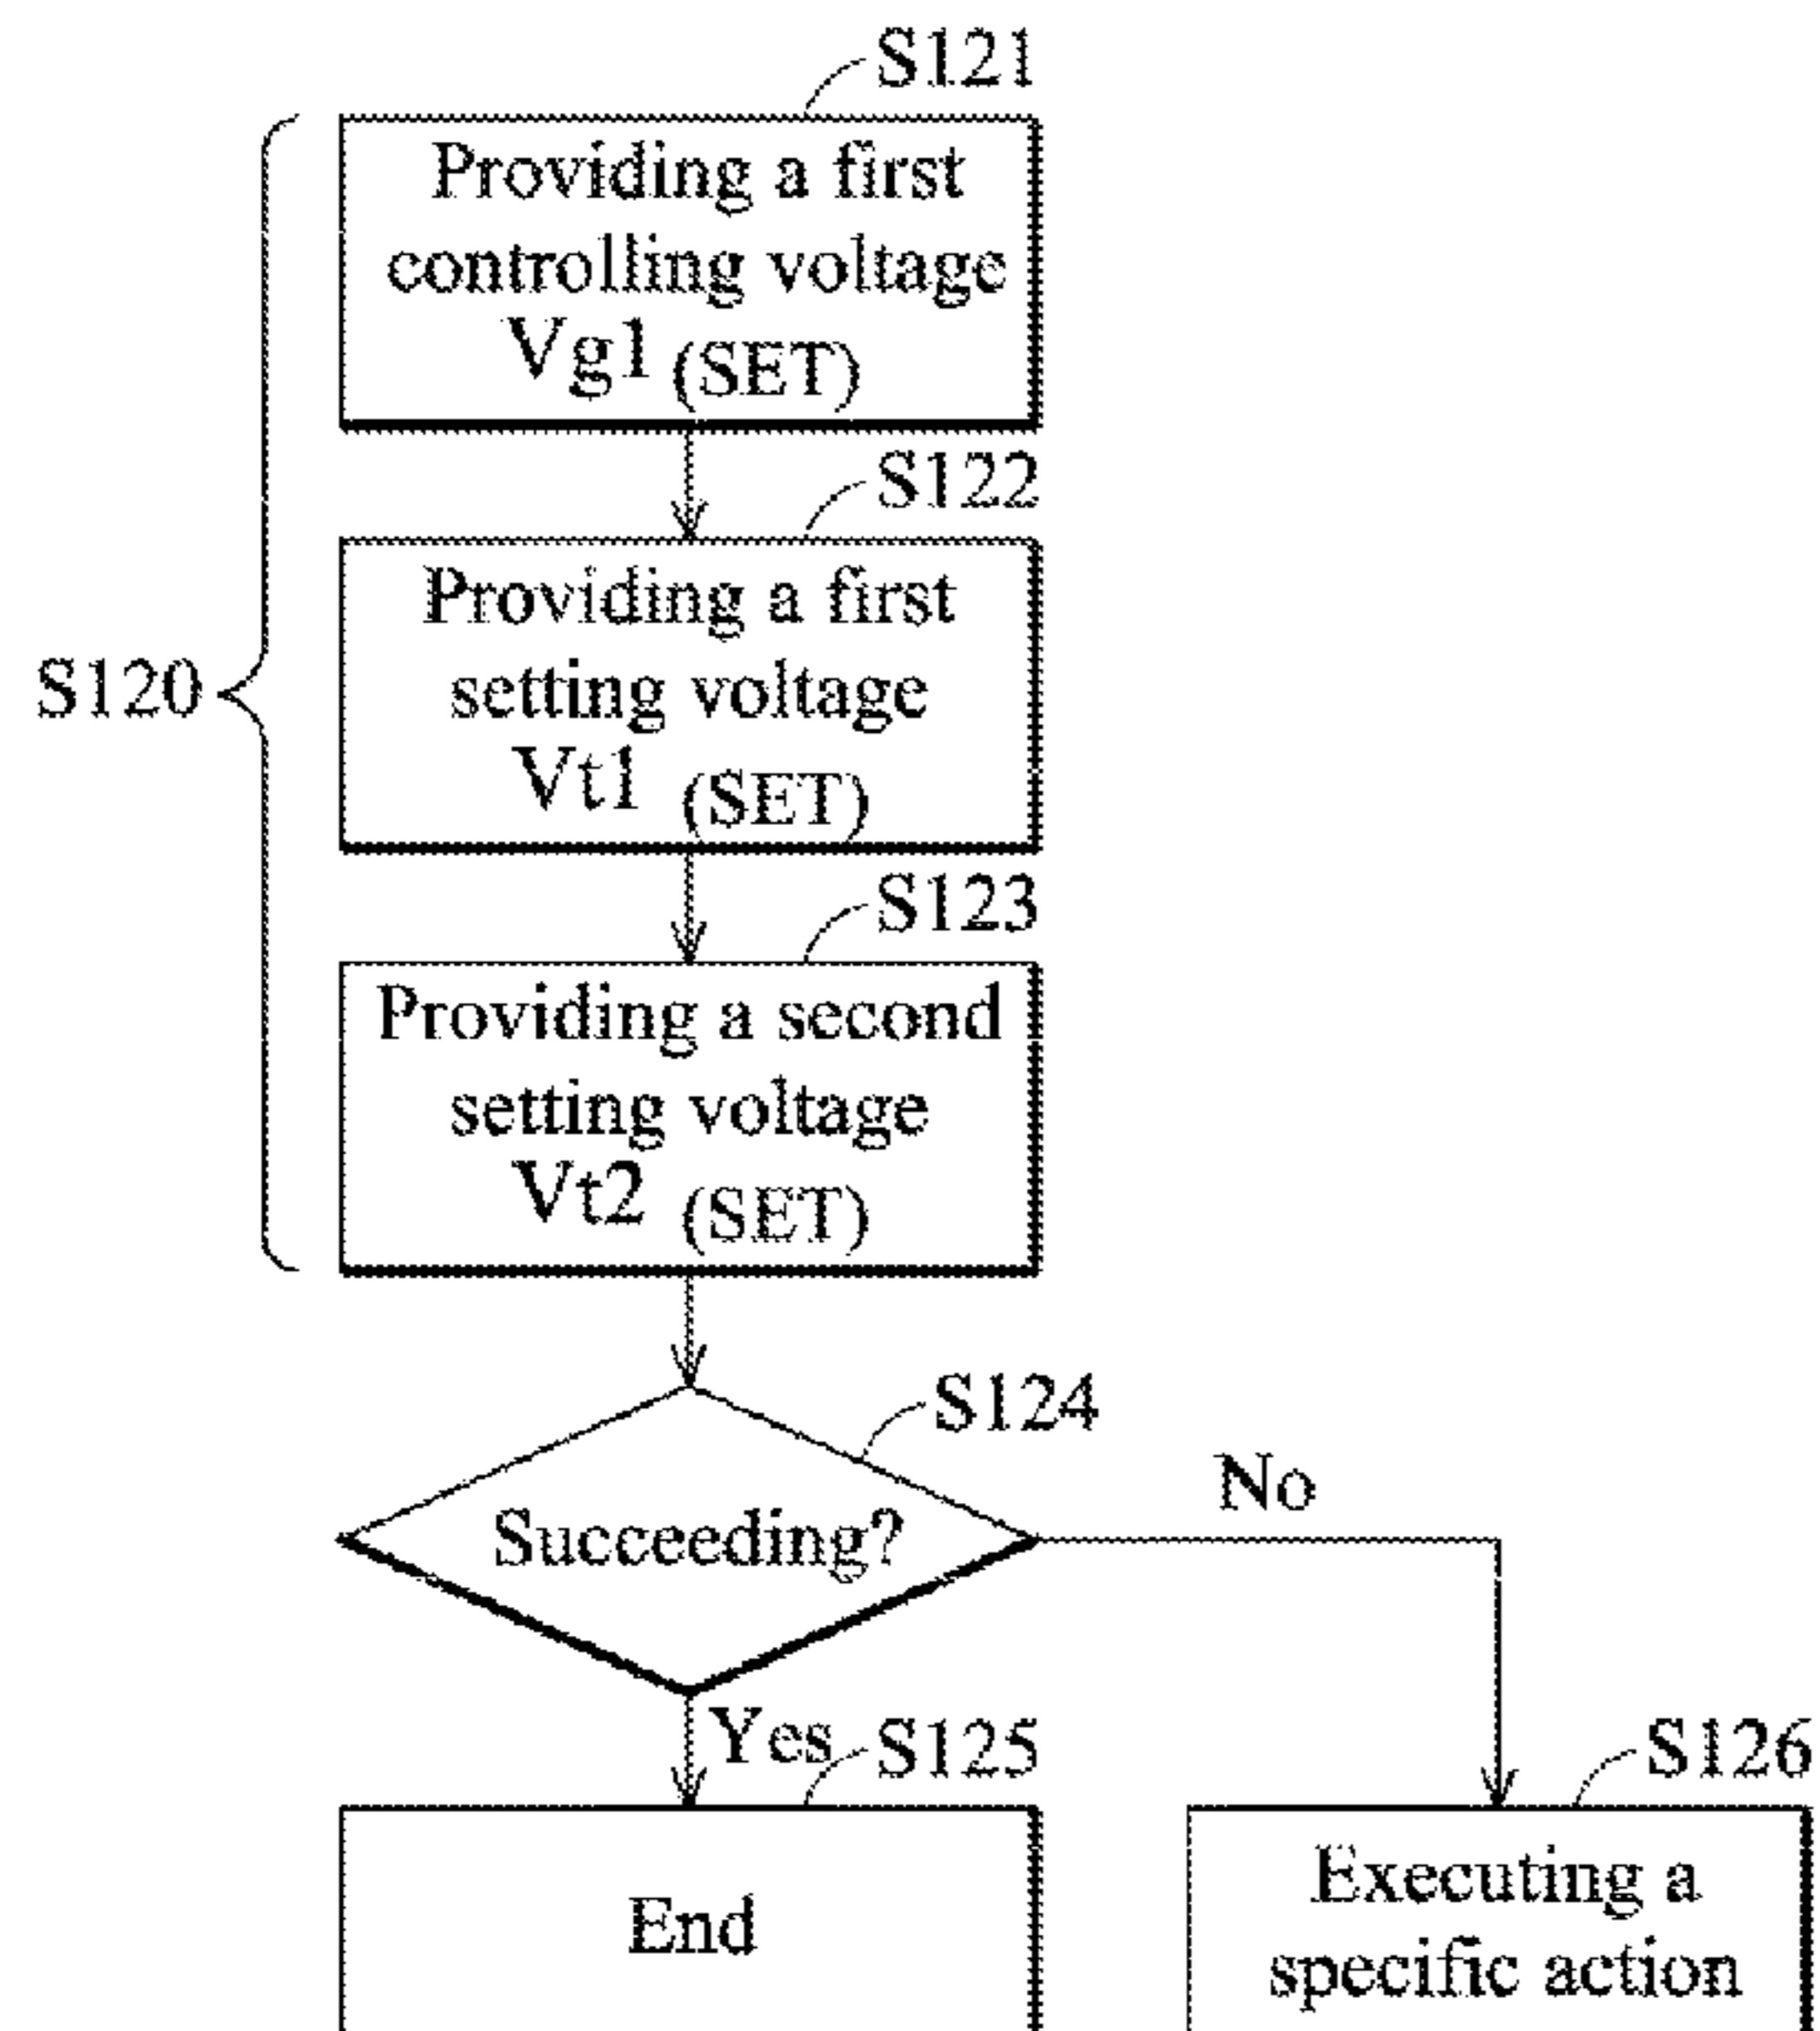 S121
Providing a first
controlling voltage
Vg1 (SET)
S122
Providing a first
setting voltage
Vt1 (SET)
S120
S123
Providing a second
setting voltage
Vt2 (SET)
S124
Succeeding?
No
Yes
S125
End
S126
Executing a
specific action